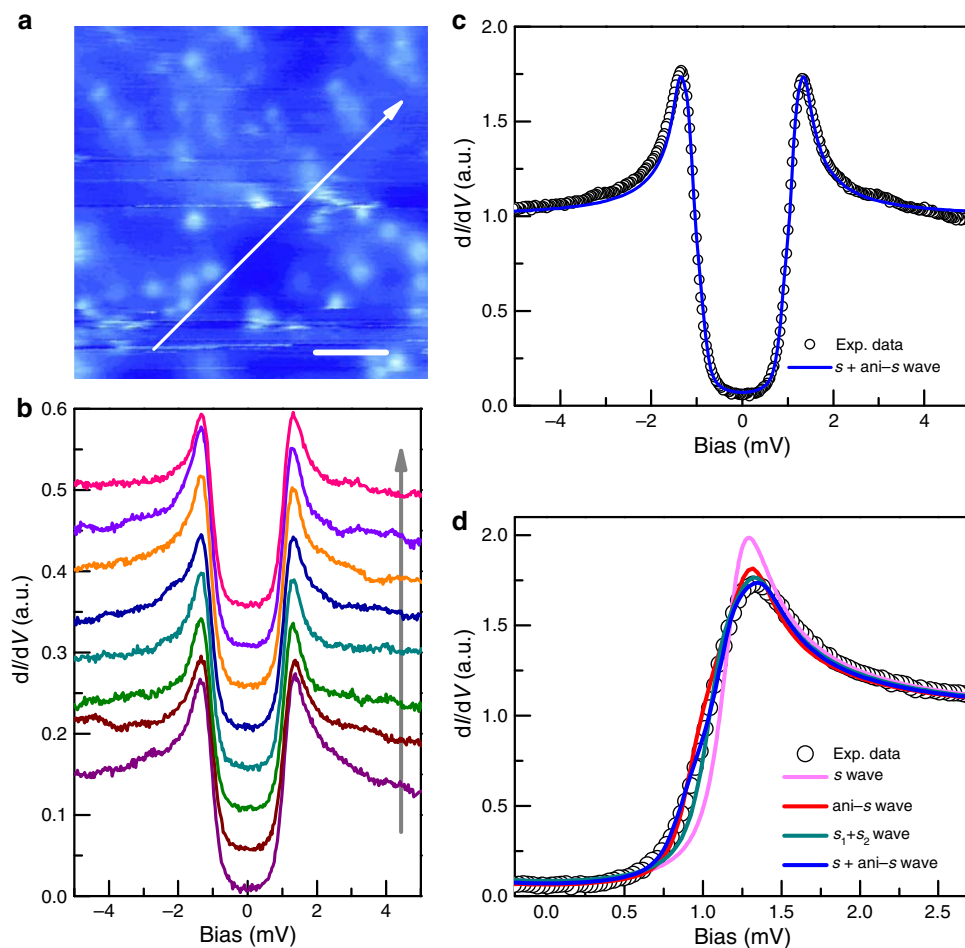 a
b
0.6
0.5
0.4
0.3
0.2
0.1
0.0
dI/dV (a.u.)
−4 −2 0 2 4
Bias (mV)
c
2.0
1.5
1.0
0.5
0.0
dI/dV (a.u.)
Exp. data
s + ani–s wave
−4 −2 0 2 4
Bias (mV)
d
2.0
1.5
1.0
0.5
0.0
dI/dV (a.u.)
Exp. data
s wave
ani–s wave
s₁+s₂ wave
s + ani–s wave
0.0 0.5 1.0 1.5 2.0 2.5
Bias (mV)